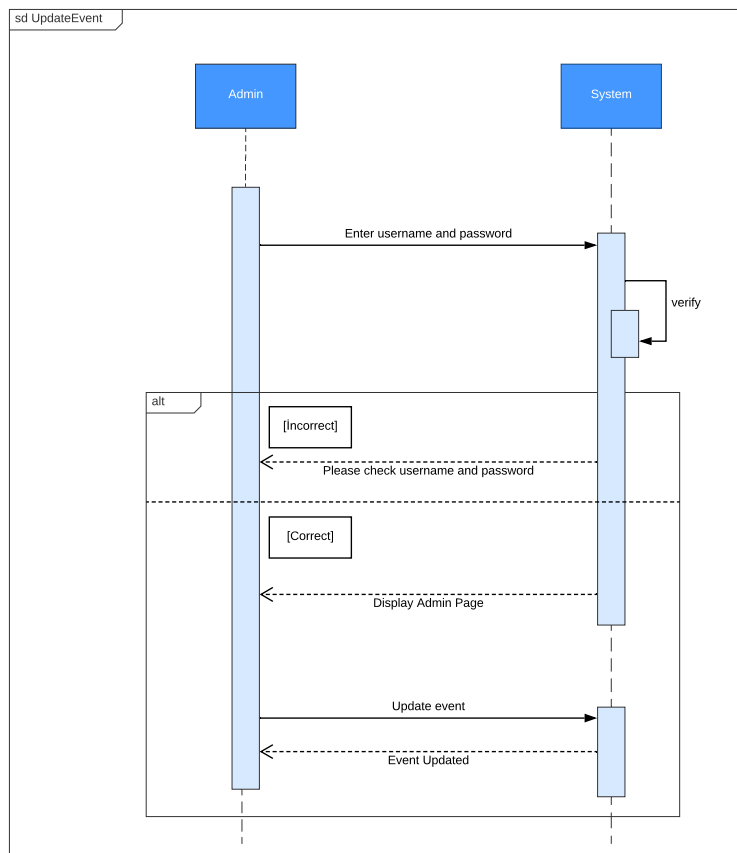 sd UpdateEvent
Admin
System
Enter username and password
verify
alt
[İncorrect]
Please check username and password
[Correct]
Display Admin Page
Update event
Event Updated